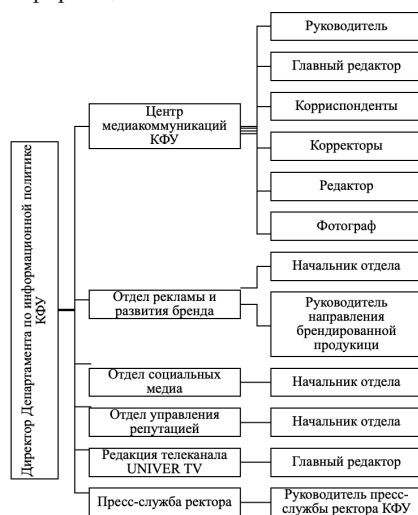 Директор Департамента по информационной политике
КФУ
Центр
медиакоммуникаций
КФУ
Руководитель
Главный редактор
Корриспонденты
Корректоры
Редактор
Фотограф
Отдел рекламы и
развития бренда
Начальник отдела
Руководитель
направления
брендированной
продукици
Отдел социальных
медиа
Начальник отдела
Отдел управления
репутацией
Начальник отдела
Редакция телеканала
UNIVER TV
Главный редактор
Пресс-служба ректора
Руководитель пресс-
службы ректора КФУ